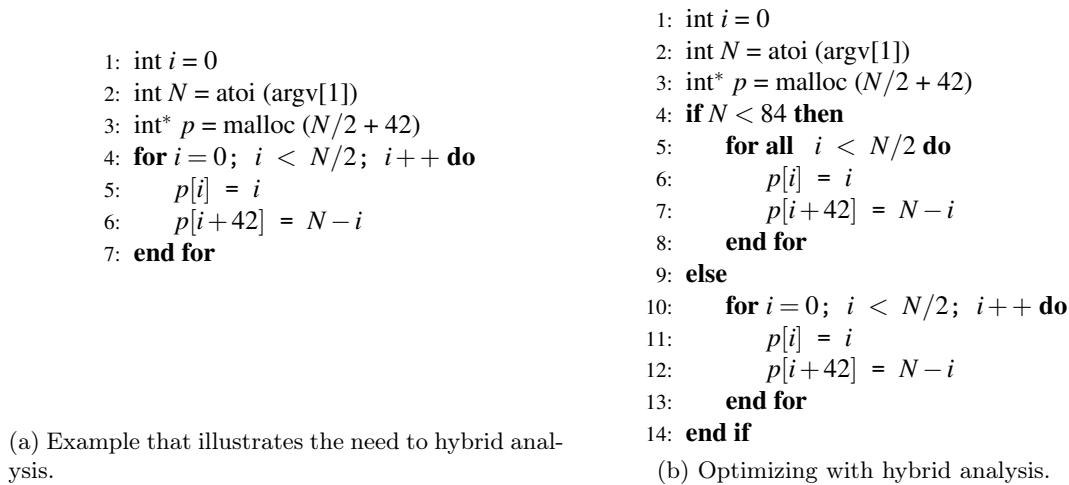 1: int i = 0
2: int N = atoi (argv[1])
3: int* p = malloc (N/2 + 42)
4: for i = 0; i < N/2; i++ do
5: p[i] = i
6: p[i+42] = N − i
7: end for
(a) Example that illustrates the need to hybrid anal-
ysis.
1: int i = 0
2: int N = atoi (argv[1])
3: int* p = malloc (N/2 + 42)
4: if N < 84 then
5: for all i < N/2 do
6: p[i] = i
7: p[i+42] = N − i
8: end for
9: else
10: for i = 0; i < N/2; i++ do
11: p[i] = i
12: p[i+42] = N − i
13: end for
14: end if
(b) Optimizing with hybrid analysis.